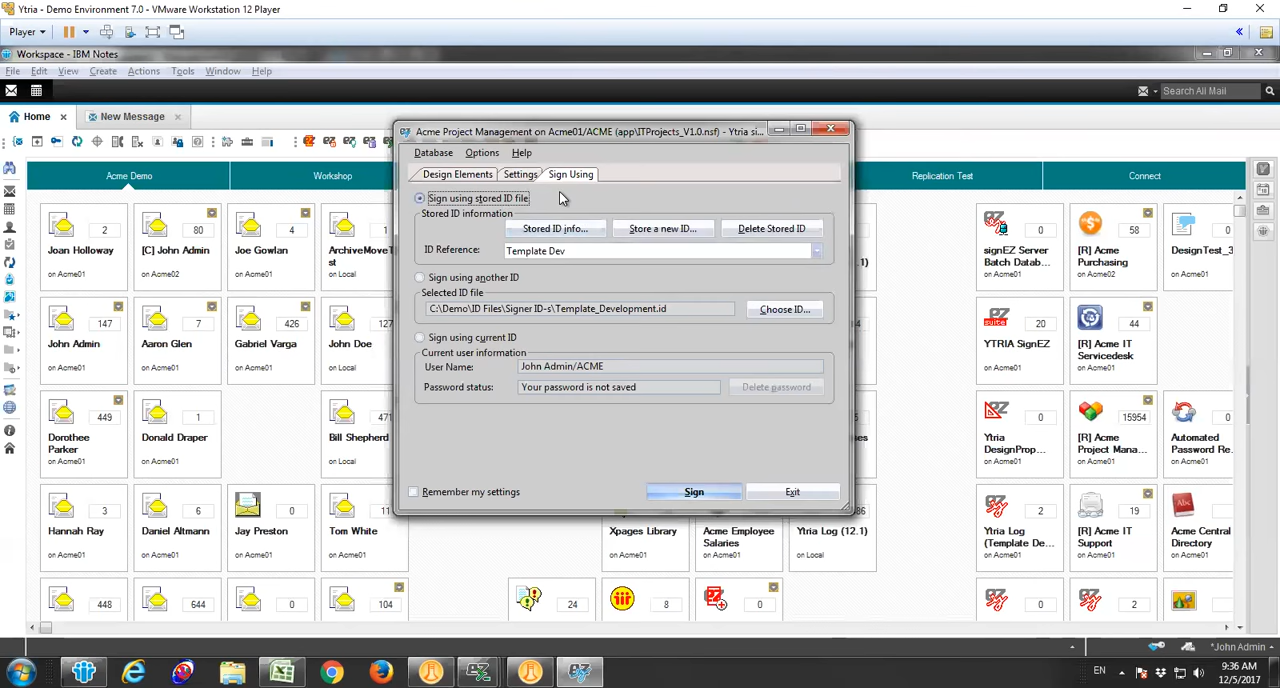 Ytria - Demo Environment 7.0 - VMware Workstation 12 Player
Player
Workspace - IBM Notes
File Edit View Create Actions Tools Window Help
Search All Mail
Home
New Message
Acme Demo
Workshop
Replication Test
Connect
Acme Project Management on Acme01/ACME (app\ITProjects_V1.0.nsf) - Ytria si...
Database Options Help
Design Elements Settings Sign Using
Sign using stored ID file
Stored ID information
Stored ID info...
Store a new ID...
Delete Stored ID
ID Reference:
Template Dev
Sign using another ID
Selected ID file
C:\Demo\ID Files\Signer ID-s\Template_Development.id
Choose ID...
Sign using current ID
Current user information
User Name:
John Admin/ACME
Password status:
Your password is not saved
Delete password
Remember my settings
Sign
Exit
2
Joan Holloway
on Acme01
80
[C] John Admin
on Acme01
4
Joe Gowlan
on Acme01
ArchiveMoveT
on Local
signEZ Server
Batch Databa...
on Acme01
58
[R] Acme
Purchasing
on Acme02
DesignTest_3
on Acme01
147
John Admin
on Acme01
7
Aaron Glen
on Acme01
426
Gabriel Varga
on Acme01
127
John Doe
on Acme01
20
YTRIA SignEZ
on Acme01
44
[R] Acme IT
Servicedesk
on Acme01
449
Dorothee
Parker
on Acme01
1
Donald Draper
on Acme01
471
Bill Shepherd
on Local
0
Ytria
DesignProp...
on Acme01
15954
[R] Acme
Project Mana...
on Acme01
0
Automated
Password Re...
on Acme01
3
Hannah Ray
on Acme01
6
Daniel Altmann
on Acme01
0
Jay Preston
on Acme01
11
Tom White
on Acme01
Xpages Library
on Acme01
Acme Employee
Salaries
on Acme01
Ytria Log (12.1)
on Local
0
Ytria Log
(Template De...
on Acme01
19
[R] Acme IT
Support
on Acme01
Acme Central
Directory
on Acme01
448
644
0
104
24
8
0
0
2
*John Admin
EN
9:36 AM
12/5/2017